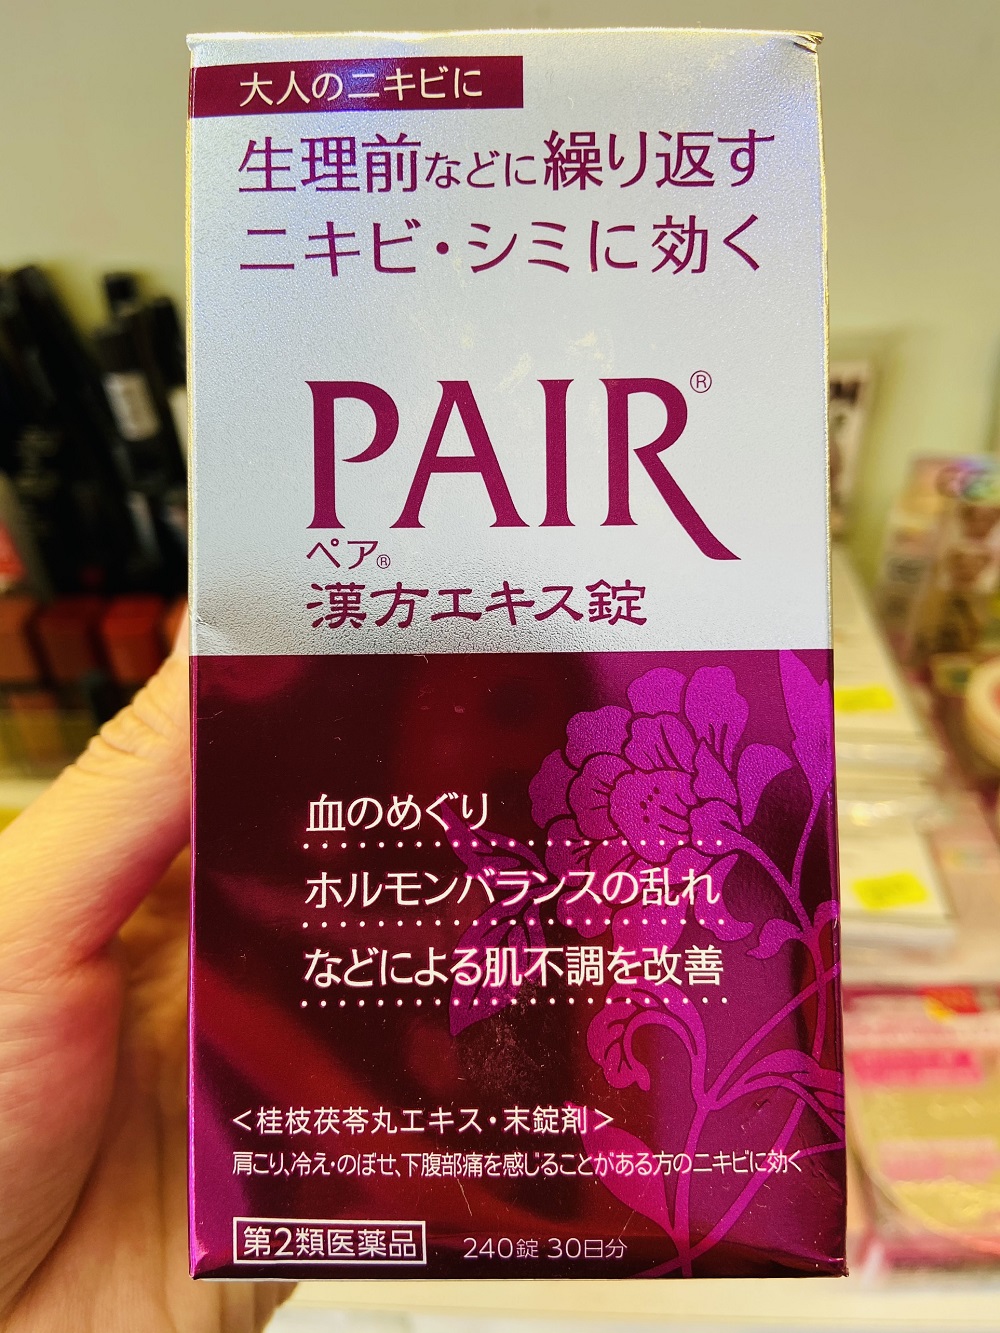 大人のニキビに
生理前などに繰り返す
ニキビ・シミに効く
PAIR®
ペア®
漢方エキス錠
血のめぐり
ホルモンバランスの乱れ
などによる肌不調を改善
<桂枝茯苓丸エキス・末錠剤>
肩こり、冷え・のぼせ、下腹部痛を感じることがある方のニキビに効く
第2類医薬品
240錠 30日分